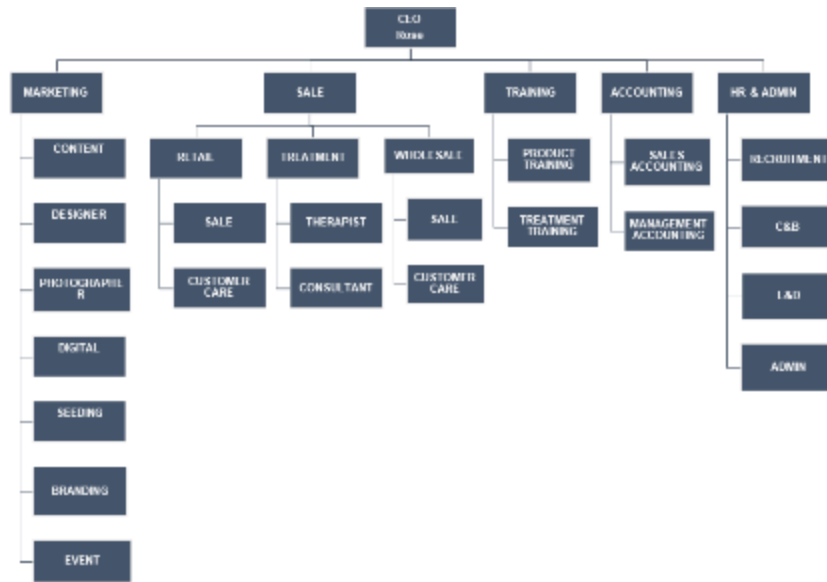 CEO
Rose
MARKETING
SALE
TRAINING
ACCOUNTING
HR & ADMIN
CONTENT
RETAIL
TREATMENT
WHOLESALE
PRODUCT
TRAINING
SALES
ACCOUNTING
RECRUITMENT
DESIGNER
SALE
THERAPIST
SALE
TREATMENT
TRAINING
MANAGEMENT
ACCOUNTING
C&B
PHOTOGRAPHE
R
CUSTOMER
CARE
CONSULTANT
CUSTOMER
CARE
L&D
DIGITAL
ADMIN
SEEDING
BRANDING
EVENT